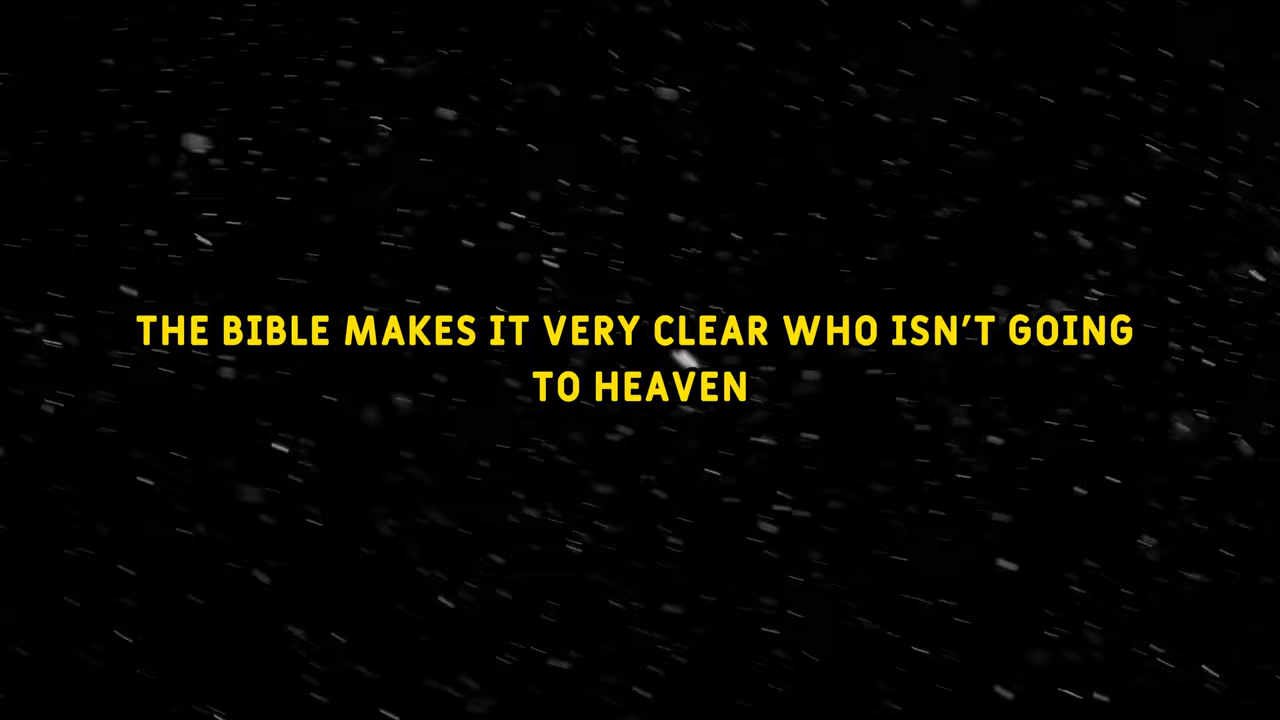 THE BIBLE MAKES IT VERY CLEAR WHO ISN’T GOING
TO HEAVEN